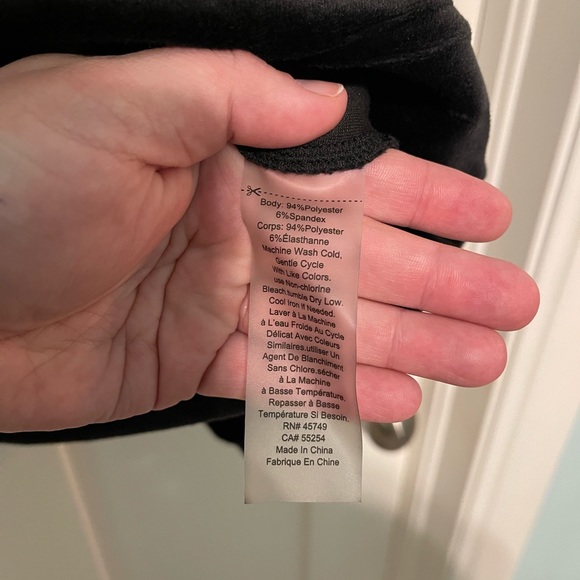 Body: 94%Polyester
6%Spandex
Corps: 94%Polyester
6%Élasthanne
Machine Wash Cold,
Gentle Cycle
With Like Colors.
use Non-chlorine
Bleach tumble Dry Low.
Cool Iron If Needed.
Laver à La Machine
à L'eau Froide Au Cycle
Délicat Avec Couleurs
Similaires.utiliser Un
Agent De Blanchiment
Sans Chlore.sécher
à La Machine
à Basse Température.
Repasser à Basse
Température Si Besoin.
RN# 45749
CA# 55254
Made In China
Fabrique En Chine